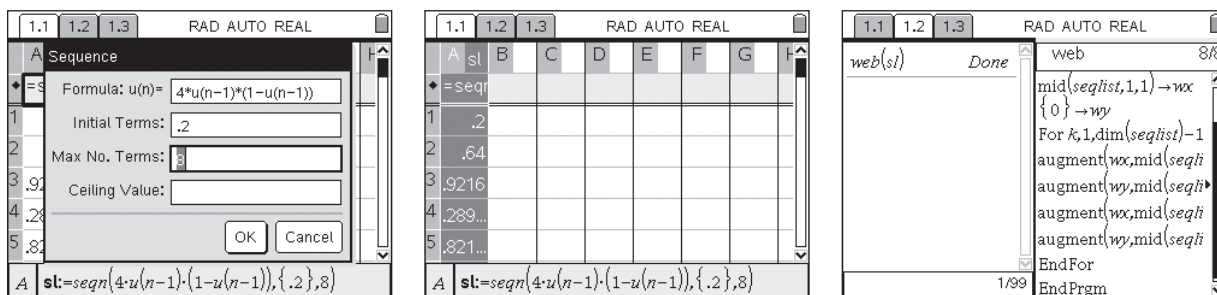 1.1 1.2 1.3 RAD AUTO REAL
A H
Sequence
=s
Formula: u(n)= 4*u(n-1)*(1-u(n-1))
1
Initial Terms: .2
2
Max No. Terms: 8
3 .92
Ceiling Value:
4 .28
OK Cancel
5 .82
A sl:=seqn(4·u(n-1)·(1-u(n-1)),{.2},8)
1.1 1.2 1.3 RAD AUTO REAL
A sl B C D E F G H
=seqn
1 .2
2 .64
3 .9216
4 .289...
5 .821...
A sl:=seqn(4·u(n-1)·(1-u(n-1)),{.2},8)
1.1 1.2 1.3 RAD AUTO REAL
web(sl) Done
1/99
web 8/8
mid(seqlist,1,1)→wx
{0}→wy
For k,1,dim(seqlist)-1
augment(wx,mid(seqli
augment(wy,mid(seqli
augment(wx,mid(seqli
augment(wy,mid(seqli
EndFor
EndPrgm